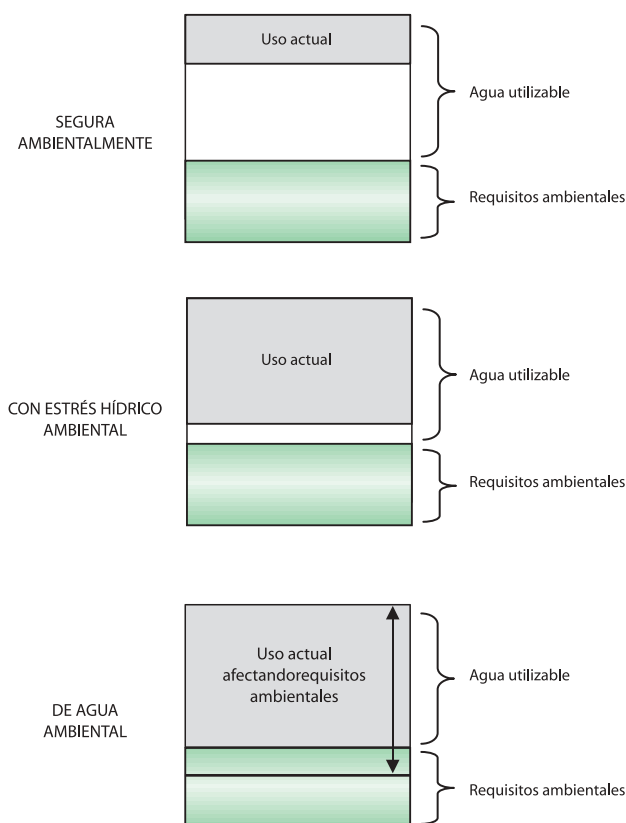 Uso actual
Agua utilizable
SEGURA
AMBIENTALMENTE
Requisitos ambientales
Uso actual
Agua utilizable
CON ESTRÉS HÍDRICO
AMBIENTAL
Requisitos ambientales
Uso actual
afectandorequisitos
ambientales
Agua utilizable
DE AGUA
AMBIENTAL
Requisitos ambientales